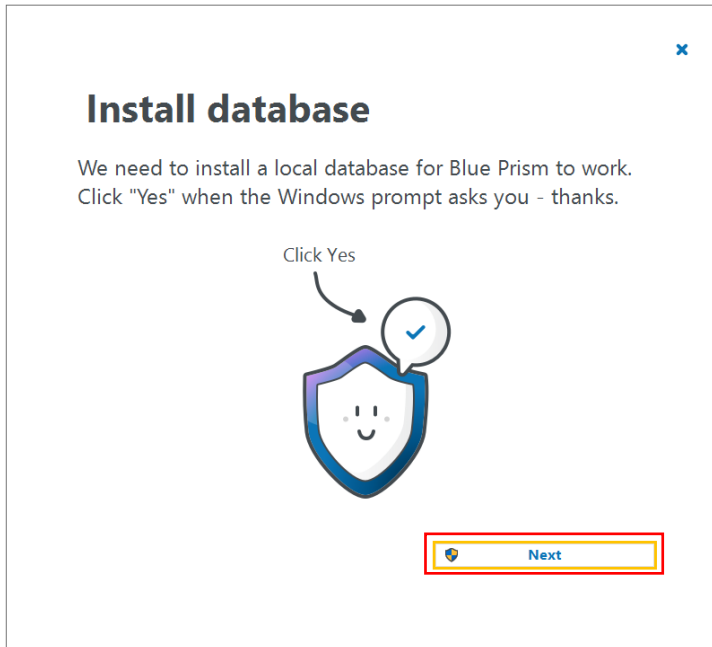 Install database
We need to install a local database for Blue Prism to work.
Click "Yes" when the Windows prompt asks you - thanks.
Click Yes
Next